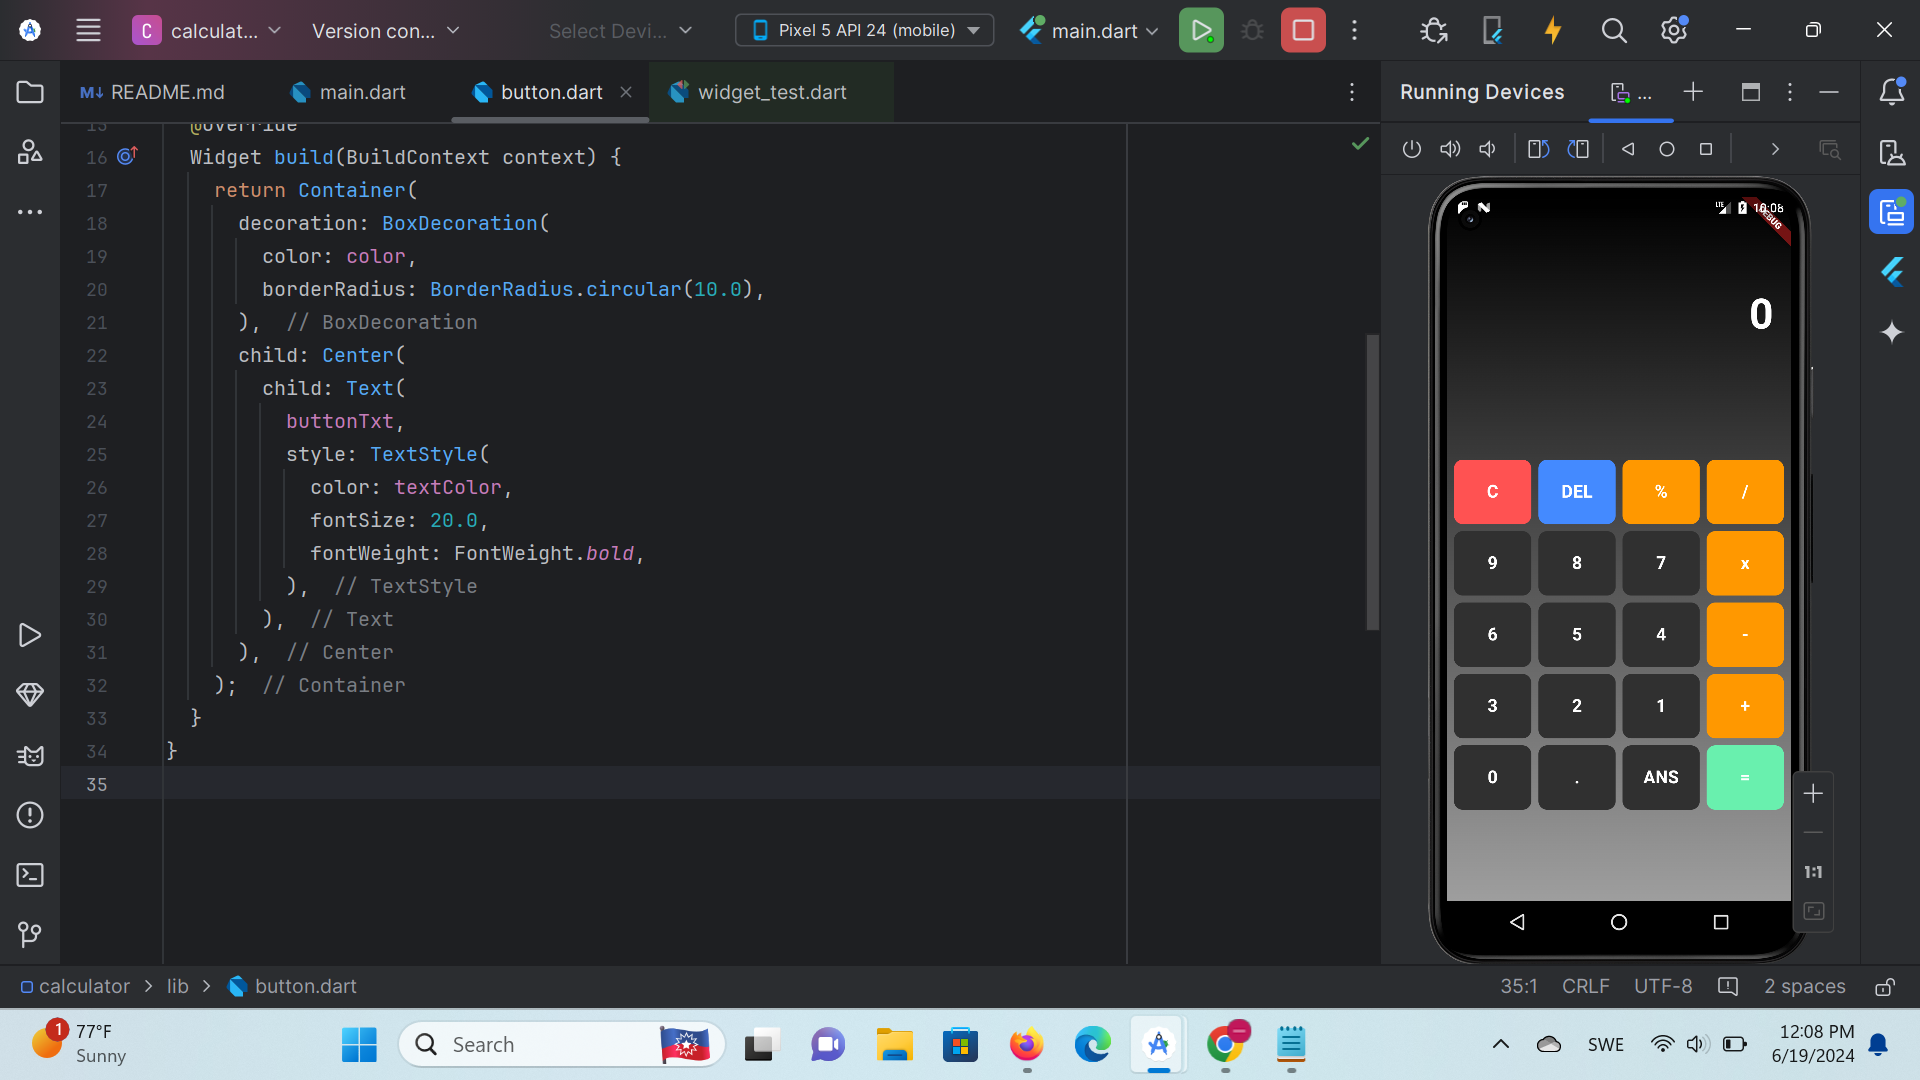 C calculat...
Version con...
Select Devi...
Pixel 5 API 24 (mobile)
main.dart
M↓ README.md
main.dart
button.dart
widget_test.dart
Running Devices
...
15 @override
16 Widget build(BuildContext context) {
17 return Container(
18 decoration: BoxDecoration(
19 color: color,
20 borderRadius: BorderRadius.circular(10.0),
21 ), // BoxDecoration
22 child: Center(
23 child: Text(
24 buttonTxt,
25 style: TextStyle(
26 color: textColor,
27 fontSize: 20.0,
28 fontWeight: FontWeight.bold,
29 ), // TextStyle
30 ), // Text
31 ), // Center
32 ); // Container
33 }
34 }
35
LTE 10:08
DEBUG
0
C DEL % /
9 8 7 x
6 5 4 -
3 2 1 +
0 . ANS =
1:1
calculator > lib > button.dart
35:1 CRLF UTF-8 2 spaces
1
77°F
Sunny
Search
SWE
12:08 PM
6/19/2024